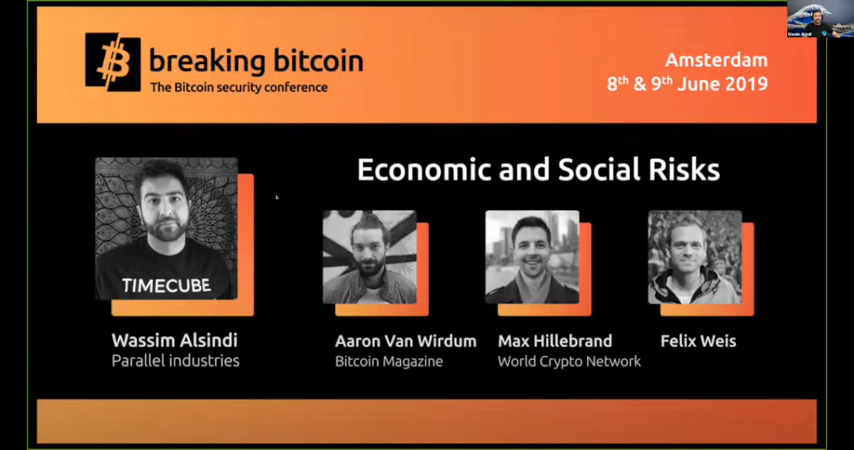 breaking bitcoin
The Bitcoin security conference
Amsterdam
8th & 9th June 2019
Economic and Social Risks
TIMECUBE
Wassim Alsindi
Parallel industries
Aaron Van Wirdum
Bitcoin Magazine
Max Hillebrand
World Crypto Network
Felix Weis